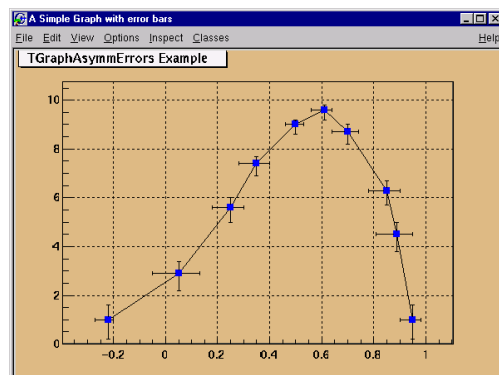 A Simple Graph with error bars
File Edit View Options Inspect Classes Help
TGraphAsymmErrors Example
10
8
6
4
2
0
-0.2 0 0.2 0.4 0.6 0.8 1